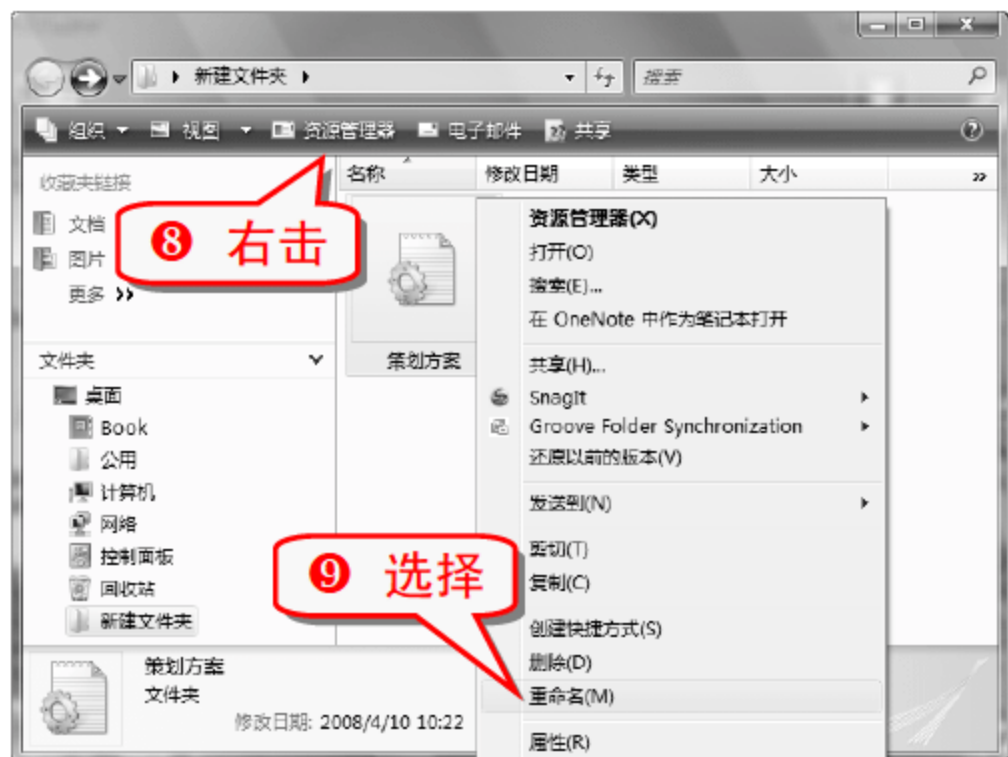 新建文件夹
搜索
组织 视图 资源管理器 电子邮件 共享
收藏夹链接
名称 修改日期 类型 大小
文档
图片
更多 >>
❽ 右击
策划方案
资源管理器(X)
打开(O)
搜索(E)...
在 OneNote 中作为笔记本打开
共享(H)...
SnagIt
Groove Folder Synchronization
还原以前的版本(V)
发送到(N)
剪切(T)
复制(C)
创建快捷方式(S)
删除(D)
重命名(M)
属性(R)
❾ 选择
文件夹
桌面
Book
公用
计算机
网络
控制面板
回收站
新建文件夹
策划方案
文件夹
修改日期: 2008/4/10 10:22